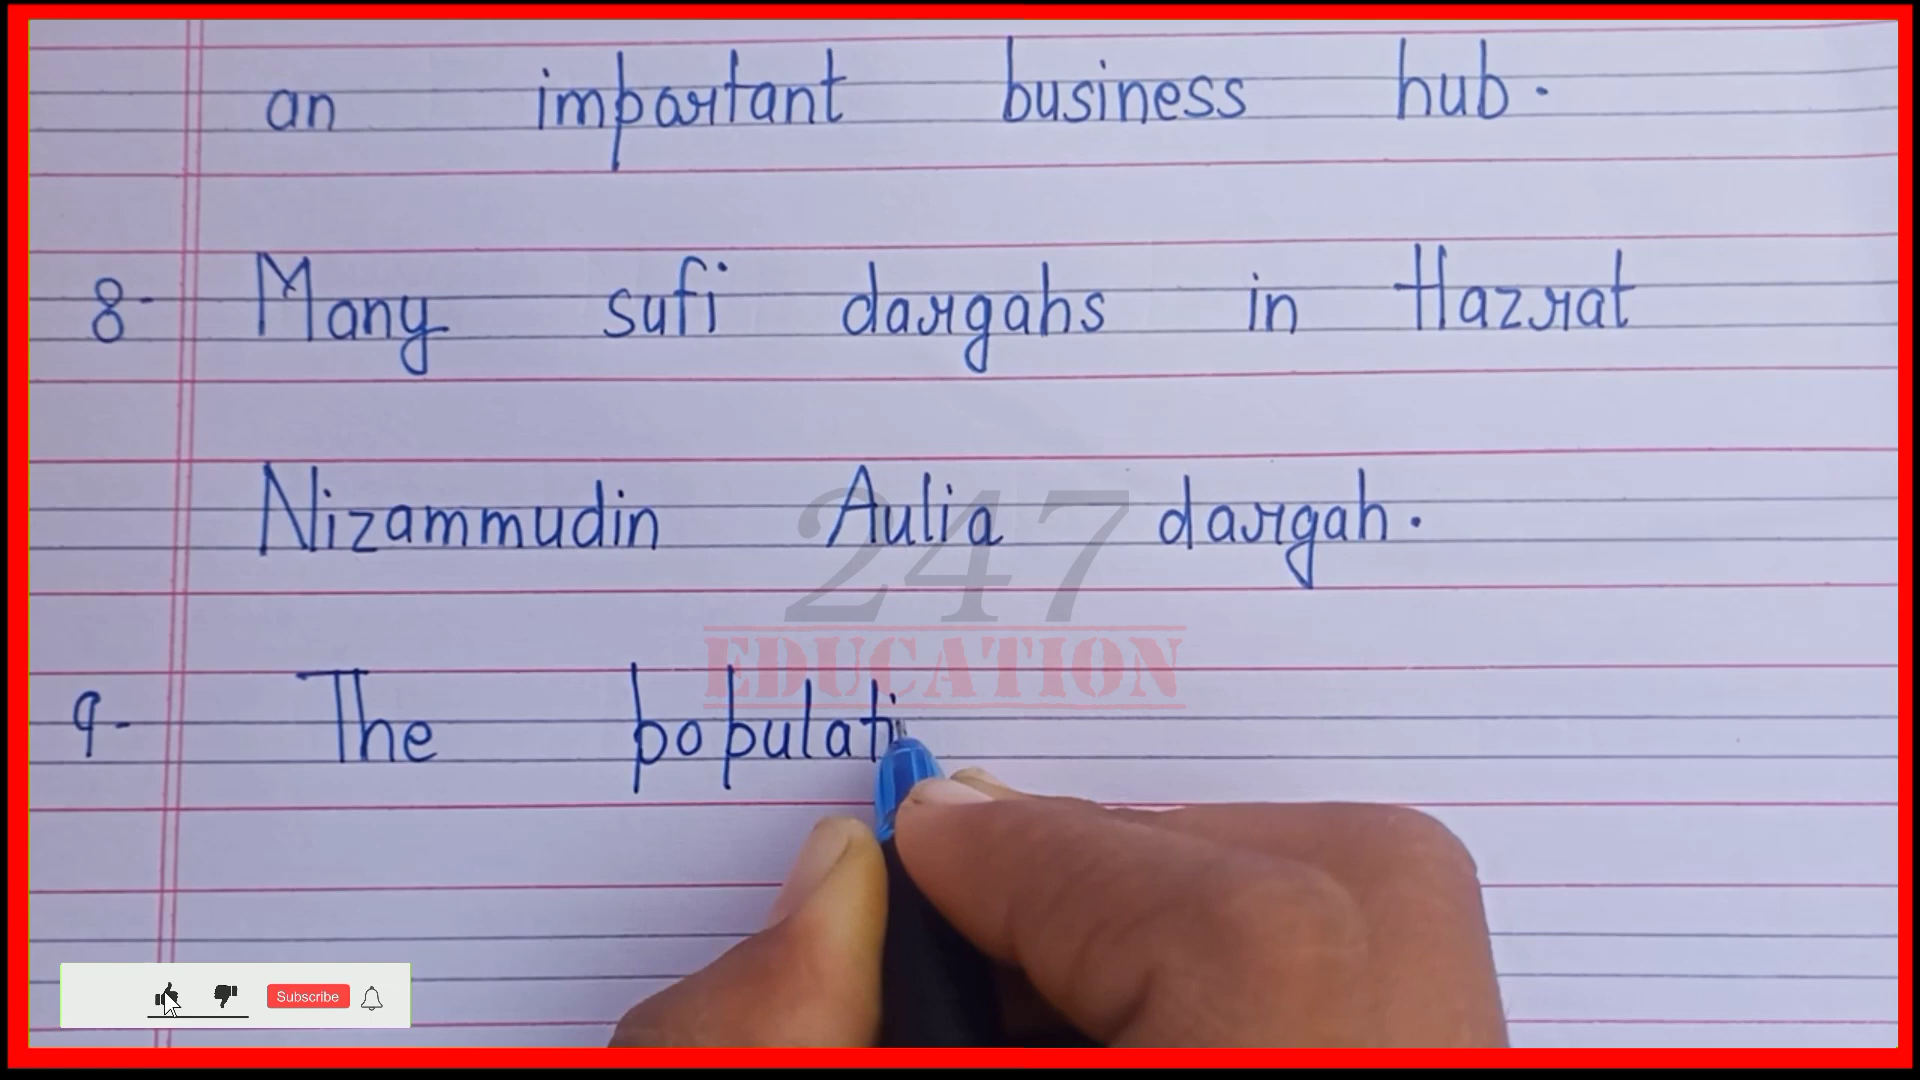 an important business hub.
8- Many sufi dargahs in Hazrat
Nizammudin Aulia dargah.
247
EDUCATION
9- The populati
Subscribe